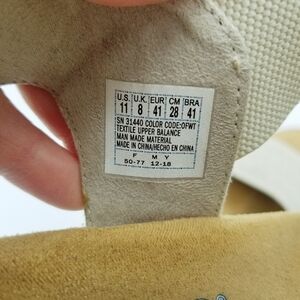 U.S. U.K. EUR CM BRA
11 8 41 28 41
SN 31440 COLOR CODE:OFWT
TEXTILE UPPER BALANCE
MAN MADE MATERIAL
MADE IN CHINA/HECHO EN CHINA
F M Y
50-77 12-18